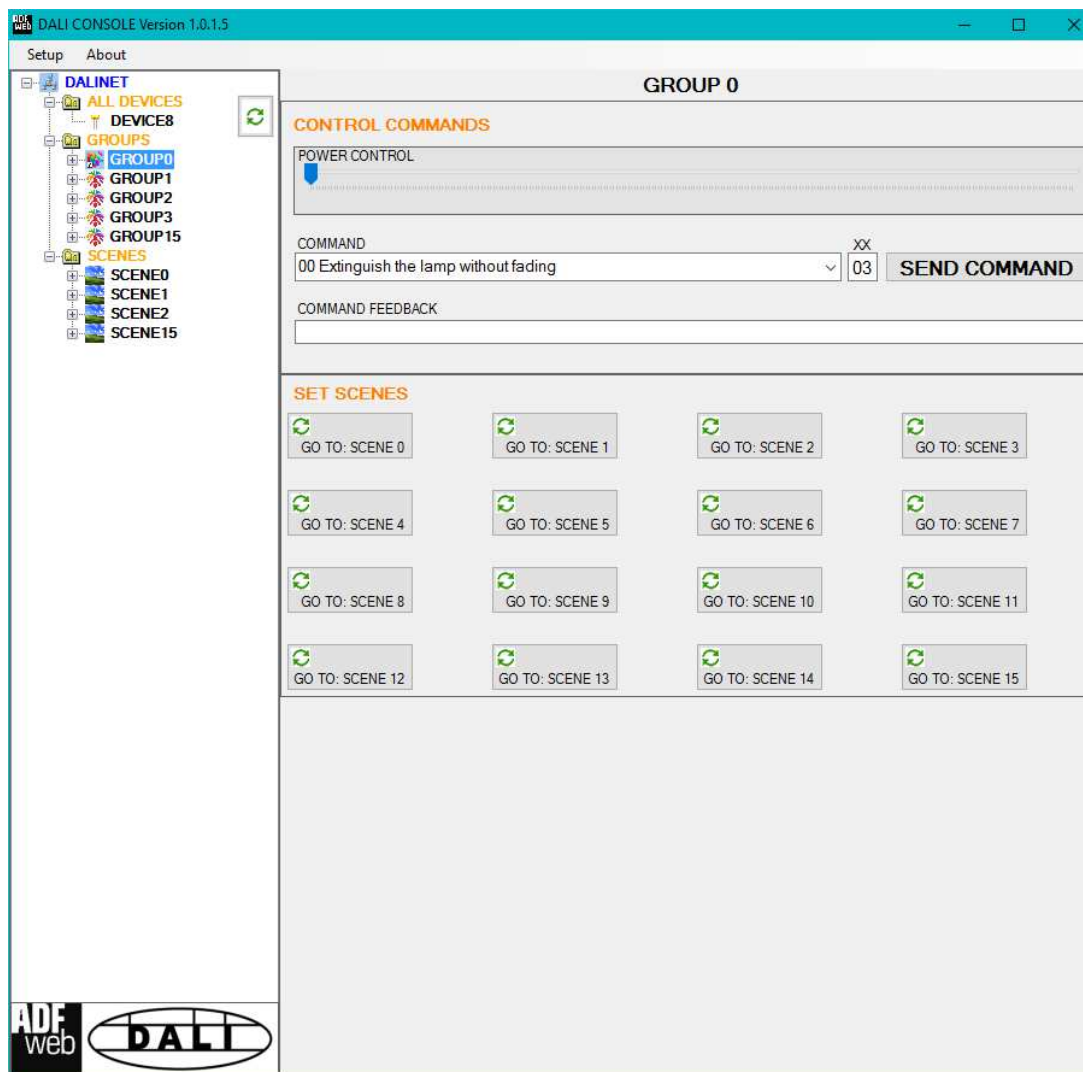 ADF web DALI CONSOLE Version 1.0.1.5
Setup About
DALINET
ALL DEVICES
DEVICE8
GROUPS
GROUP0
GROUP1
GROUP2
GROUP3
GROUP15
SCENES
SCENE0
SCENE1
SCENE2
SCENE15
GROUP 0
CONTROL COMMANDS
POWER CONTROL
COMMAND XX
00 Extinguish the lamp without fading 03 SEND COMMAND
COMMAND FEEDBACK
SET SCENES
GO TO: SCENE 0 GO TO: SCENE 1 GO TO: SCENE 2 GO TO: SCENE 3
GO TO: SCENE 4 GO TO: SCENE 5 GO TO: SCENE 6 GO TO: SCENE 7
GO TO: SCENE 8 GO TO: SCENE 9 GO TO: SCENE 10 GO TO: SCENE 11
GO TO: SCENE 12 GO TO: SCENE 13 GO TO: SCENE 14 GO TO: SCENE 15
ADF
web
DALI